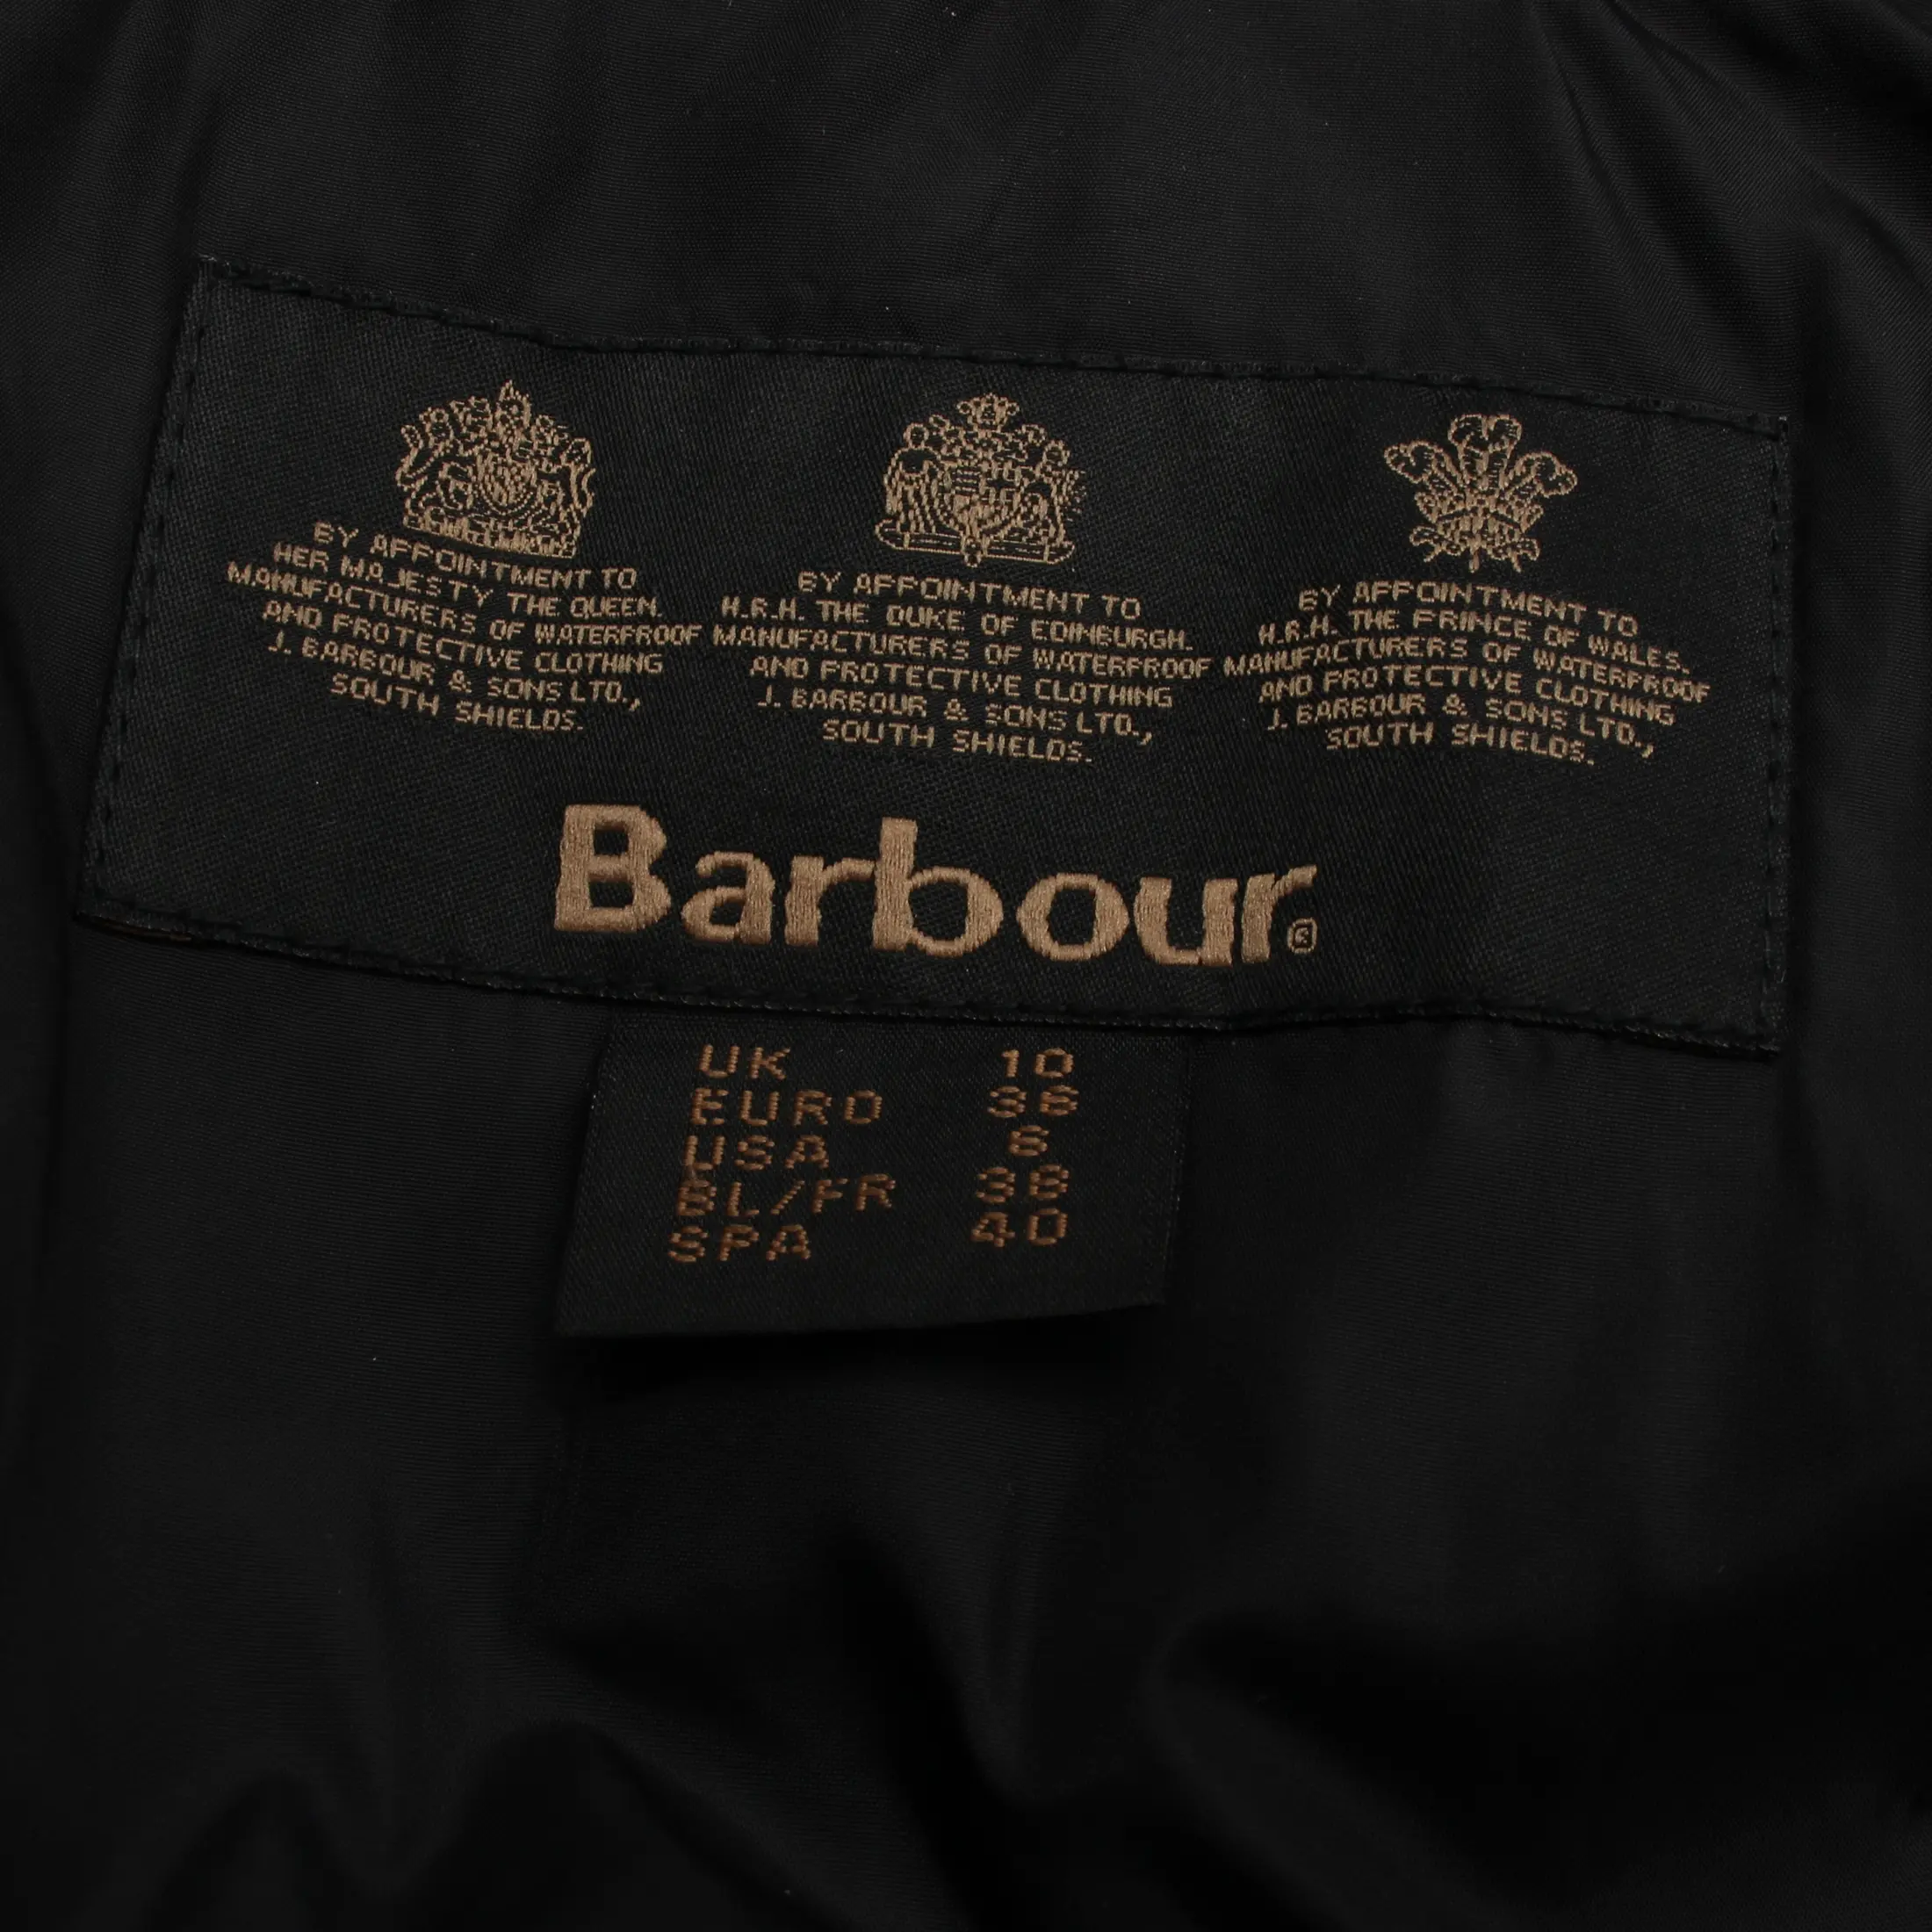 BY APPOINTMENT TO
HER MAJESTY THE QUEEN.
MANUFACTURERS OF WATERPROOF
AND PROTECTIVE CLOTHING
J. BARBOUR & SONS LTD.,
SOUTH SHIELDS.
BY APPOINTMENT TO
H.R.H. THE DUKE OF EDINBURGH.
MANUFACTURERS OF WATERPROOF
AND PROTECTIVE CLOTHING
J. BARBOUR & SONS LTD.,
SOUTH SHIELDS.
BY APPOINTMENT TO
H.R.H. THE PRINCE OF WALES.
MANUFACTURERS OF WATERPROOF
AND PROTECTIVE CLOTHING
J. BARBOUR & SONS LTD.,
SOUTH SHIELDS.
Barbour®
UK 10
EURO 36
USA 6
BL/FR 38
SPA 40